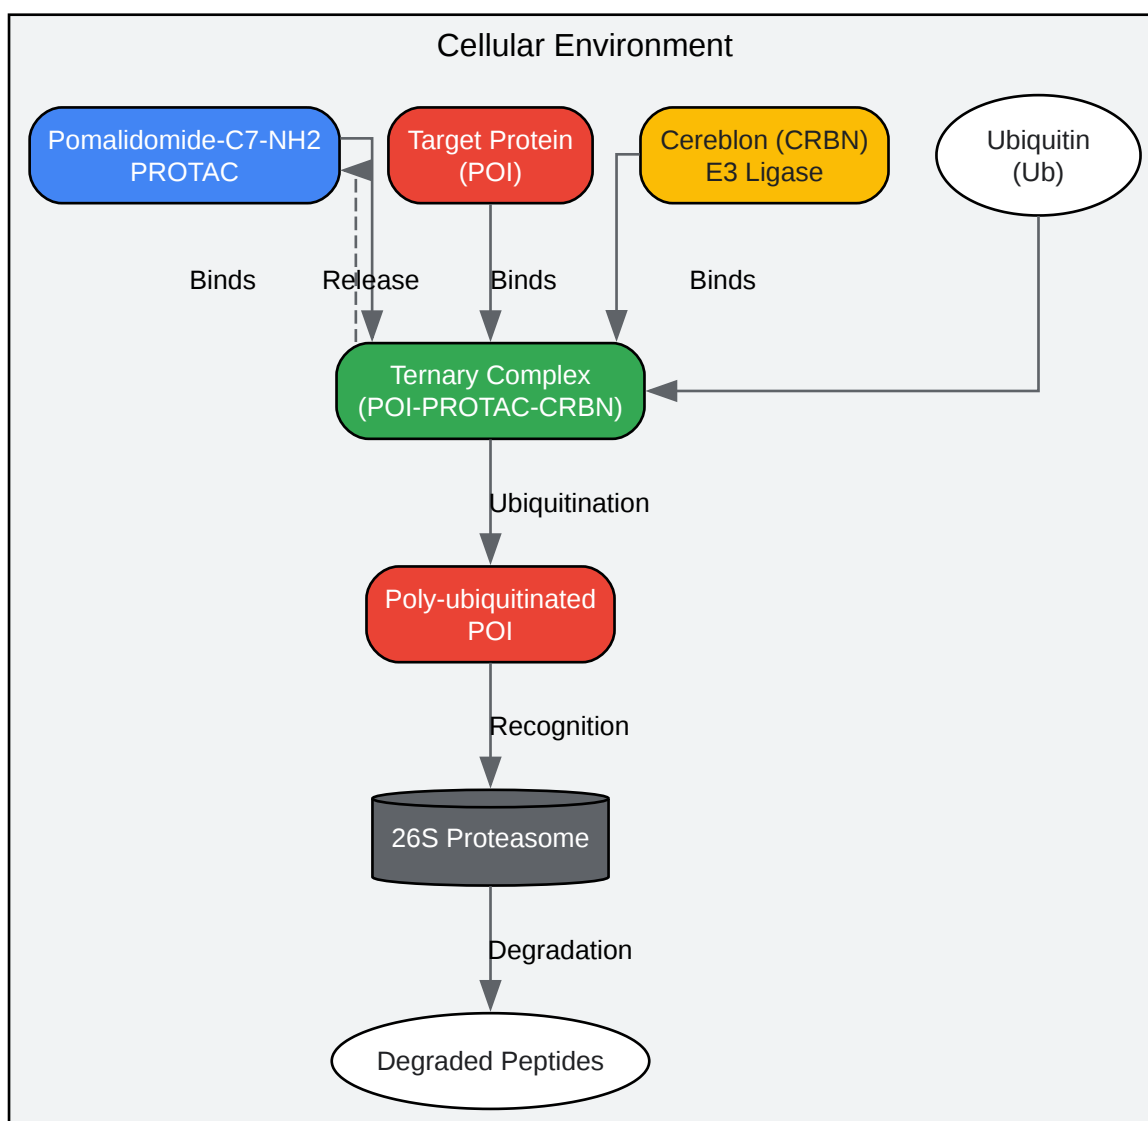 Cellular Environment
Pomalidomide-C7-NH2
PROTAC
Target Protein
(POI)
Cereblon (CRBN)
E3 Ligase
Ubiquitin
(Ub)
Binds
Release
Binds
Binds
Ternary Complex
(POI-PROTAC-CRBN)
Ubiquitination
Poly-ubiquitinated
POI
Recognition
26S Proteasome
Degradation
Degraded Peptides